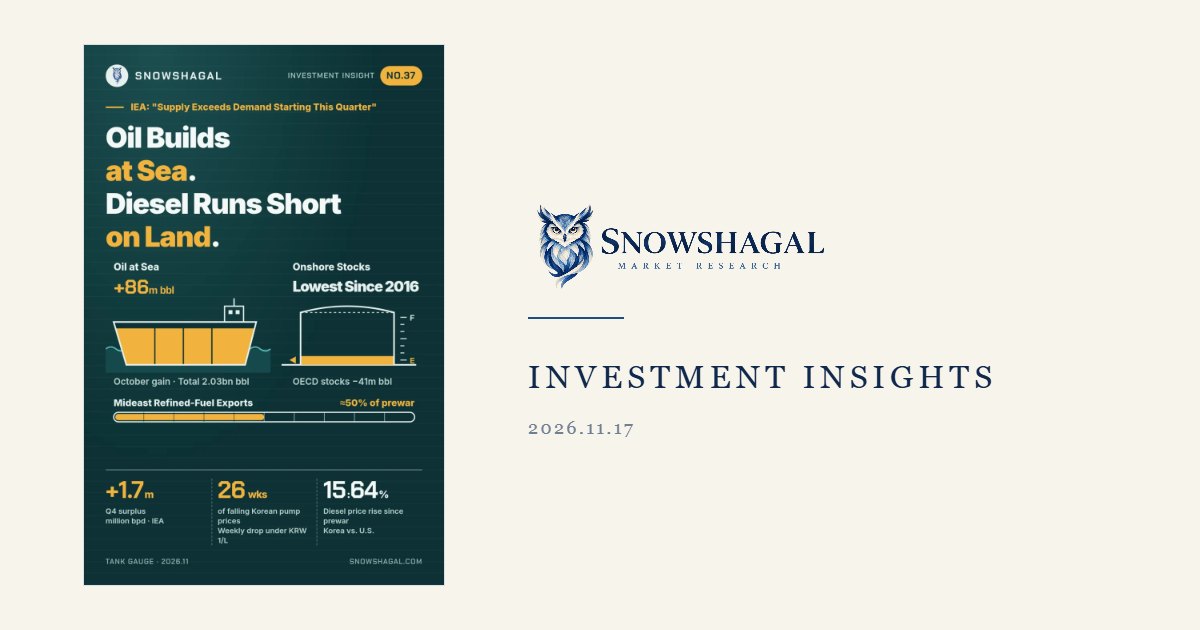 SNOWSHAGAL
INVESTMENT INSIGHT NO.37
IEA: "Supply Exceeds Demand Starting This Quarter"
Oil Builds
at Sea.
Diesel Runs Short
on Land.
Oil at Sea
+86m bbl
October gain · Total 2.03bn bbl
Onshore Stocks
Lowest Since 2016
F
E
OECD stocks −41m bbl
Mideast Refined-Fuel Exports ≈50% of prewar
+1.7m
Q4 surplus
million bpd · IEA
26 wks
of falling Korean pump
prices
Weekly drop under KRW
1/L
15:64%
Diesel price rise since
prewar
Korea vs. U.S.
TANK GAUGE · 2026.11
SNOWSHAGAL.COM
SNOWSHAGAL
MARKET RESEARCH
INVESTMENT INSIGHTS
2026.11.17